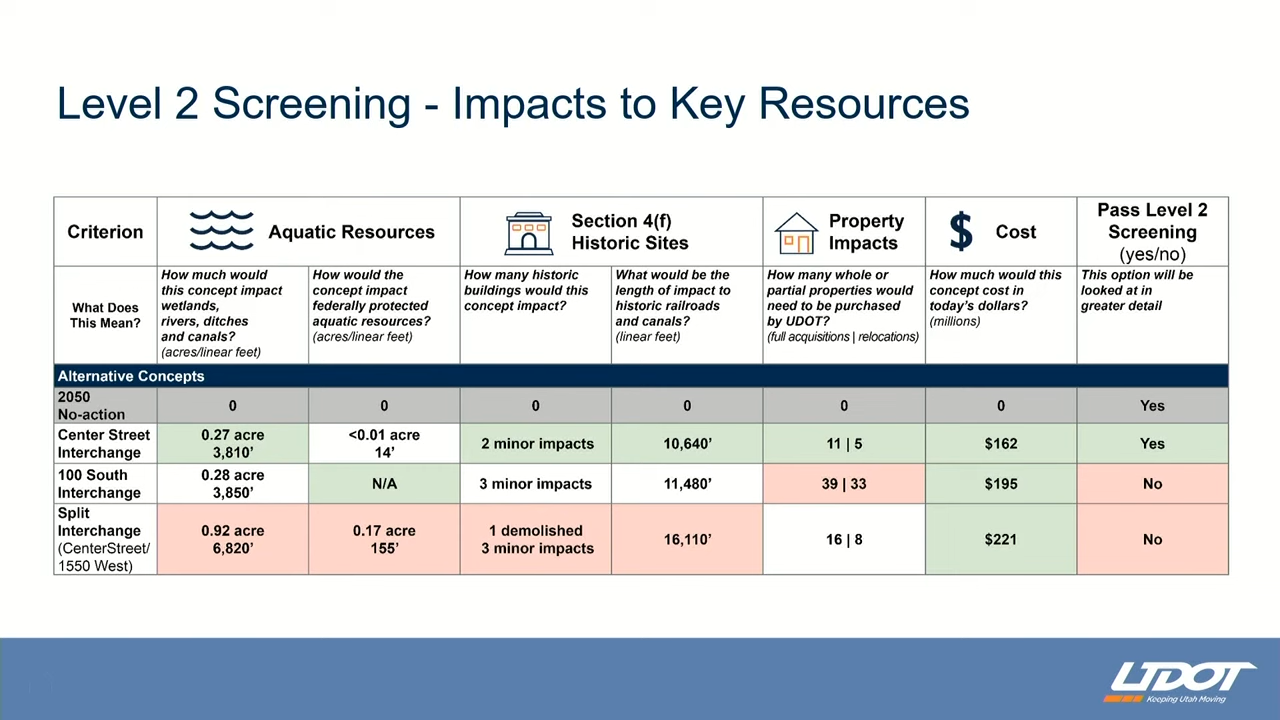 Level 2 Screening - Impacts to Key Resources
Criterion
Aquatic Resources
Section 4(f)
Historic Sites
Property
Impacts
$
Cost
Pass Level 2
Screening
(yes/no)
What Does
This Mean?
How much would
this concept impact
wetlands,
rivers, ditches
and canals?
(acres/linear feet)
How would the
concept impact
federally protected
aquatic resources?
(acres/linear feet)
How many historic
buildings would this
concept impact?
What would be the
length of impact to
historic railroads
and canals?
(linear feet)
How many whole or
partial properties would
need to be purchased
by UDOT?
(full acquisitions | relocations)
How much would this
concept cost in
today's dollars?
(millions)
This option will be
looked at in
greater detail
Alternative Concepts
2050
No-action
0
0
0
0
0
0
Yes
Center Street
Interchange
0.27 acre
3,810’
<0.01 acre
14’
2 minor impacts
10,640’
11 | 5
$162
Yes
100 South
Interchange
0.28 acre
3,850’
N/A
3 minor impacts
11,480’
39 | 33
$195
No
Split
Interchange
(CenterStreet/
1550 West)
0.92 acre
6,820’
0.17 acre
155’
1 demolished
3 minor impacts
16,110’
16 | 8
$221
No
UDOT
Keeping Utah Moving